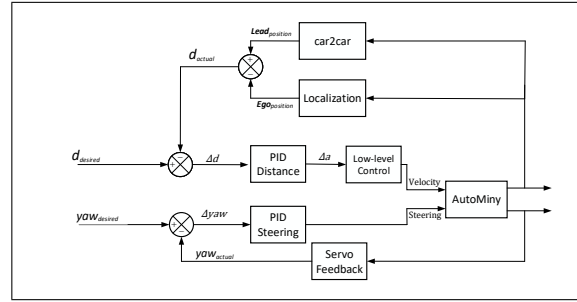 Lead position
car2car
d actual
+
−
Ego position
Localization
−
d desired
+
Δd
PID
Distance
Δa
Low-level
Control
Velocity
AutoMiny
yaw desired
+
−
Δyaw
PID
Steering
Steering
yaw actual
Servo
Feedback